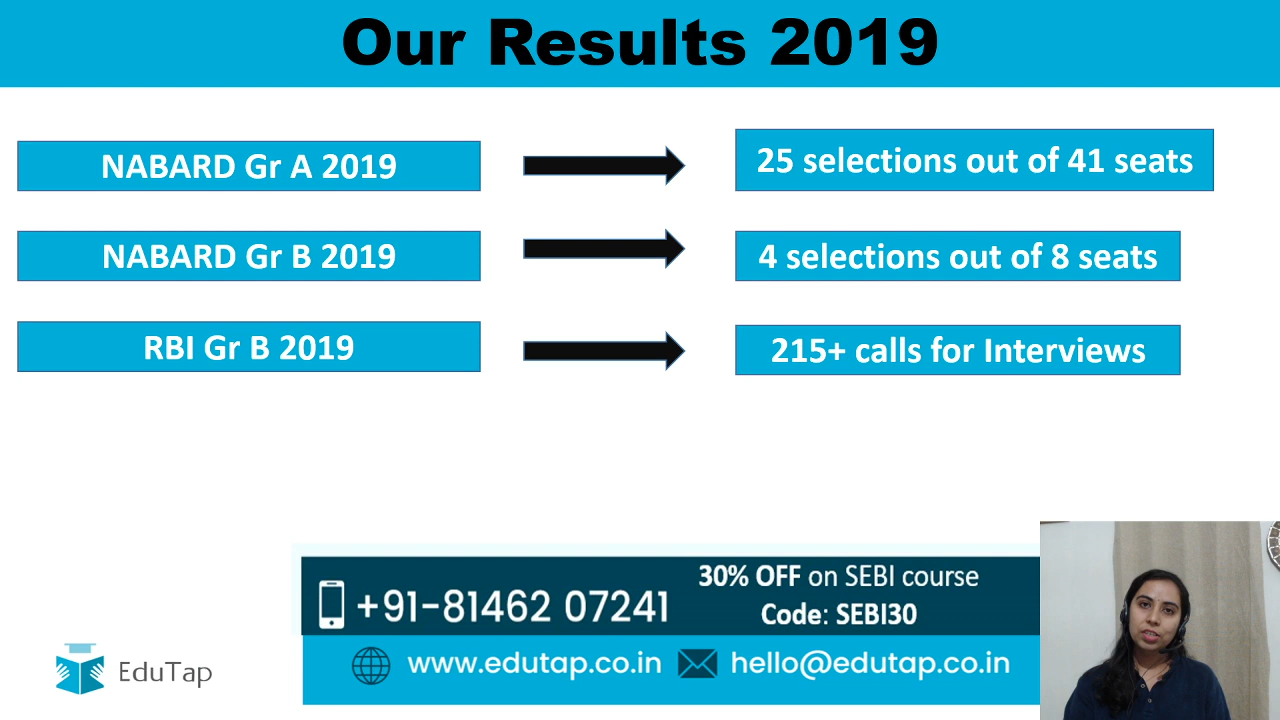 Our Results 2019
NABARD Gr A 2019
25 selections out of 41 seats
NABARD Gr B 2019
4 selections out of 8 seats
RBI Gr B 2019
215+ calls for Interviews
30% OFF on SEBI course
+91-81462 07241
Code: SEBI30
www.edutap.co.in
hello@edutap.co.in
EduTap